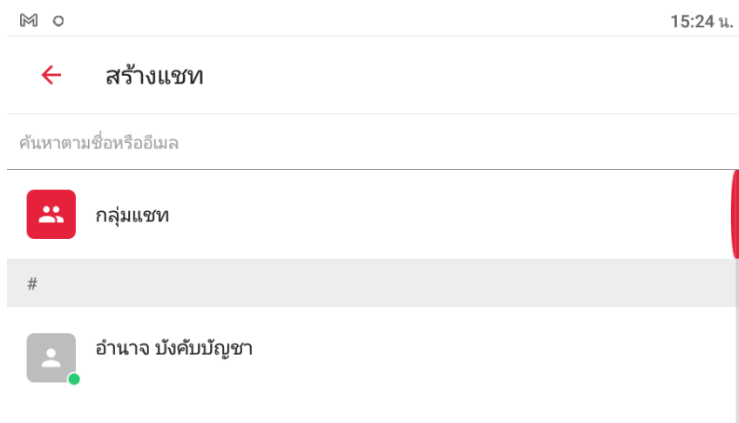 15:24 น.
สร้างแชท
ค้นหาตามชื่อหรืออีเมล
กลุ่มแชท
#
อำนาจ บังคับบัญชา